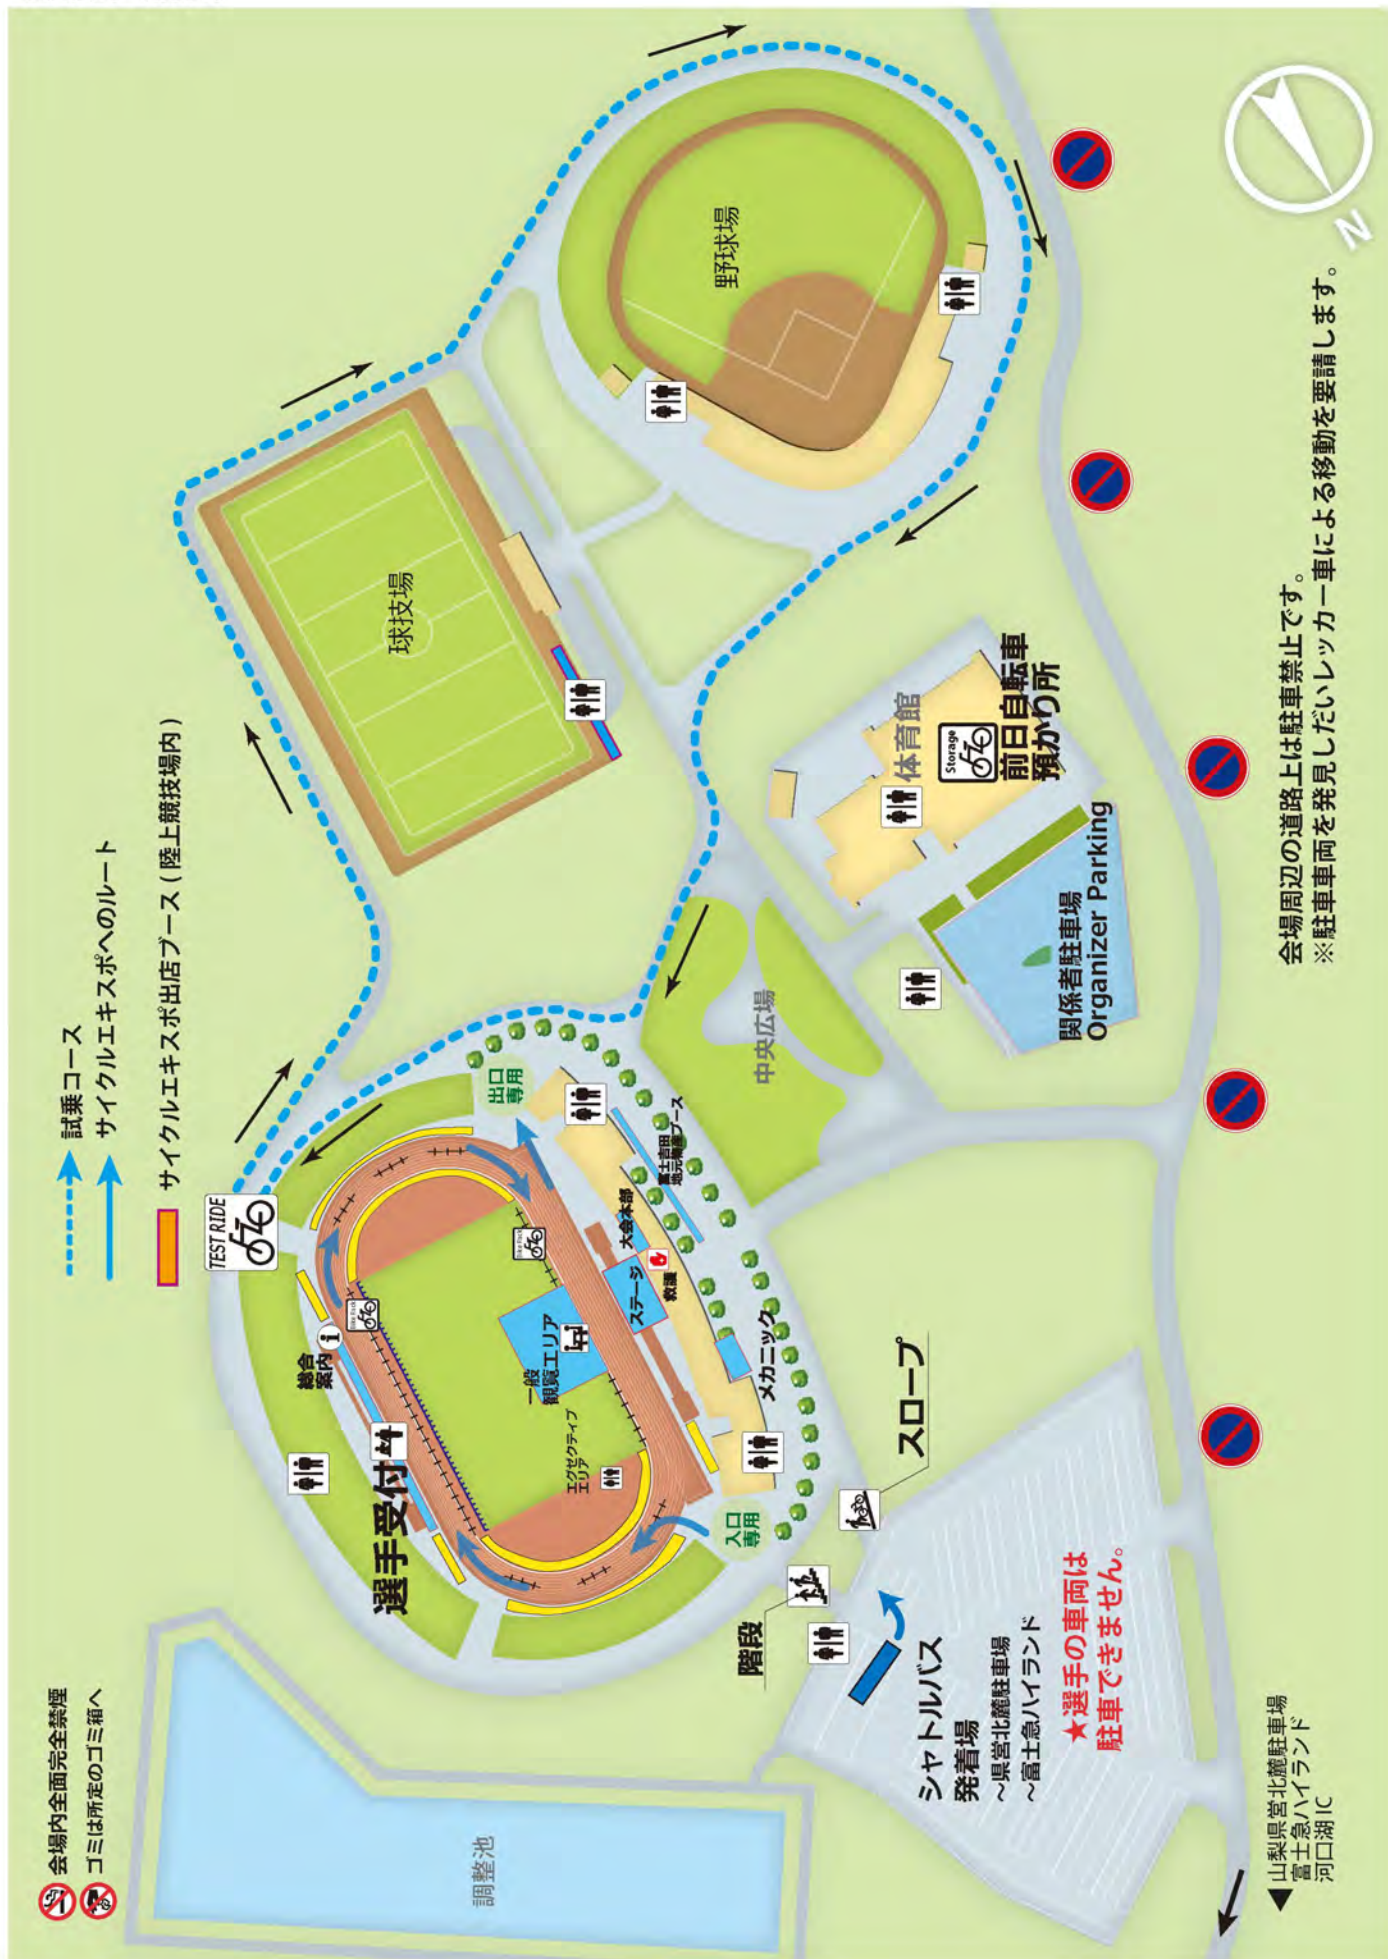 会場内全面完全禁煙
ゴミは所定のゴミ箱へ
試乗コース
サイクルエキスポへのルート
サイクルエキスポ出店ブース(陸上競技場内)
TEST RIDE
球技場
野球場
調整池
総合
案内
i
選手受付
Bike Rack
Bike Rack
出口
専用
一般
観覧エリア
エグゼクティブ
エリア
ステージ
大会本部
救護
富士吉田
地元物産ブース
メカニック
入口
専用
中央広場
体育館
Storage
前日自転車
預かり所
関係者駐車場
Organizer Parking
階段
スロープ
シャトルバス
発着場
～県営北麓駐車場
～富士急ハイランド
★選手の車両は
駐車できません。
山梨県営北麓駐車場
富士急ハイランド
河口湖IC
会場周辺の道路上は駐車禁止です。
※駐車車両を発見しだいレッカー車による移動を要請します。
N